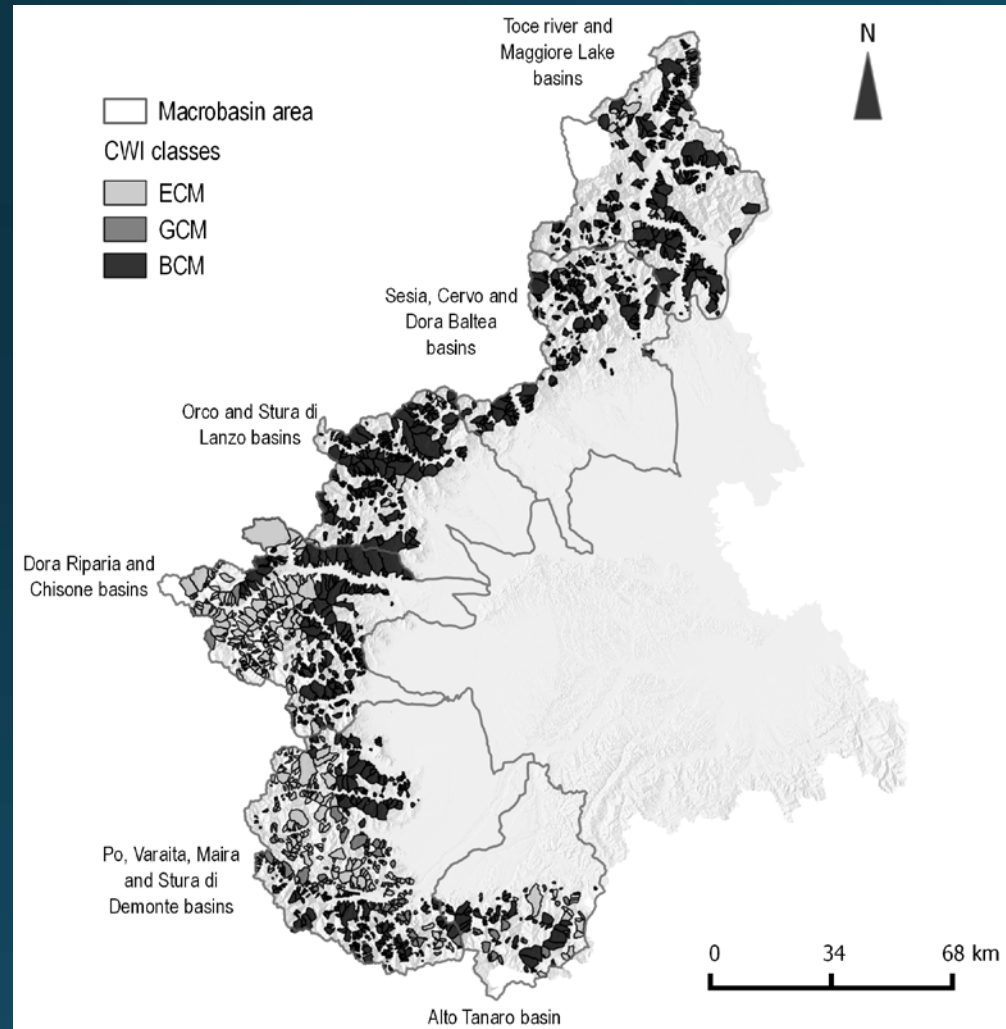 Toce river and
Maggiore Lake
basins
N
Macrobasin area
CWI classes
ECM
GCM
BCM
Sesia, Cervo and
Dora Baltea
basins
Orco and Stura di
Lanzo basins
Dora Riparia and
Chisone basins
Po, Varaita, Maira
and Stura di
Demonte basins
0 34 68 km
Alto Tanaro basin